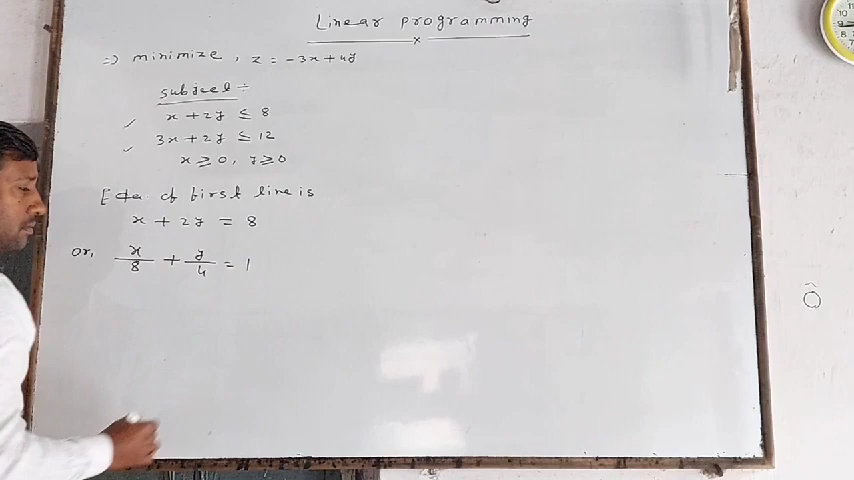 Linear programming
⇒ minimize, z = -3x + 4y
subject :-
x + 2y ≤ 8
3x + 2y ≤ 12
x ≥ 0, y ≥ 0
Eqn. of first line is
x + 2y = 8
or, x/8 + y/4 = 1